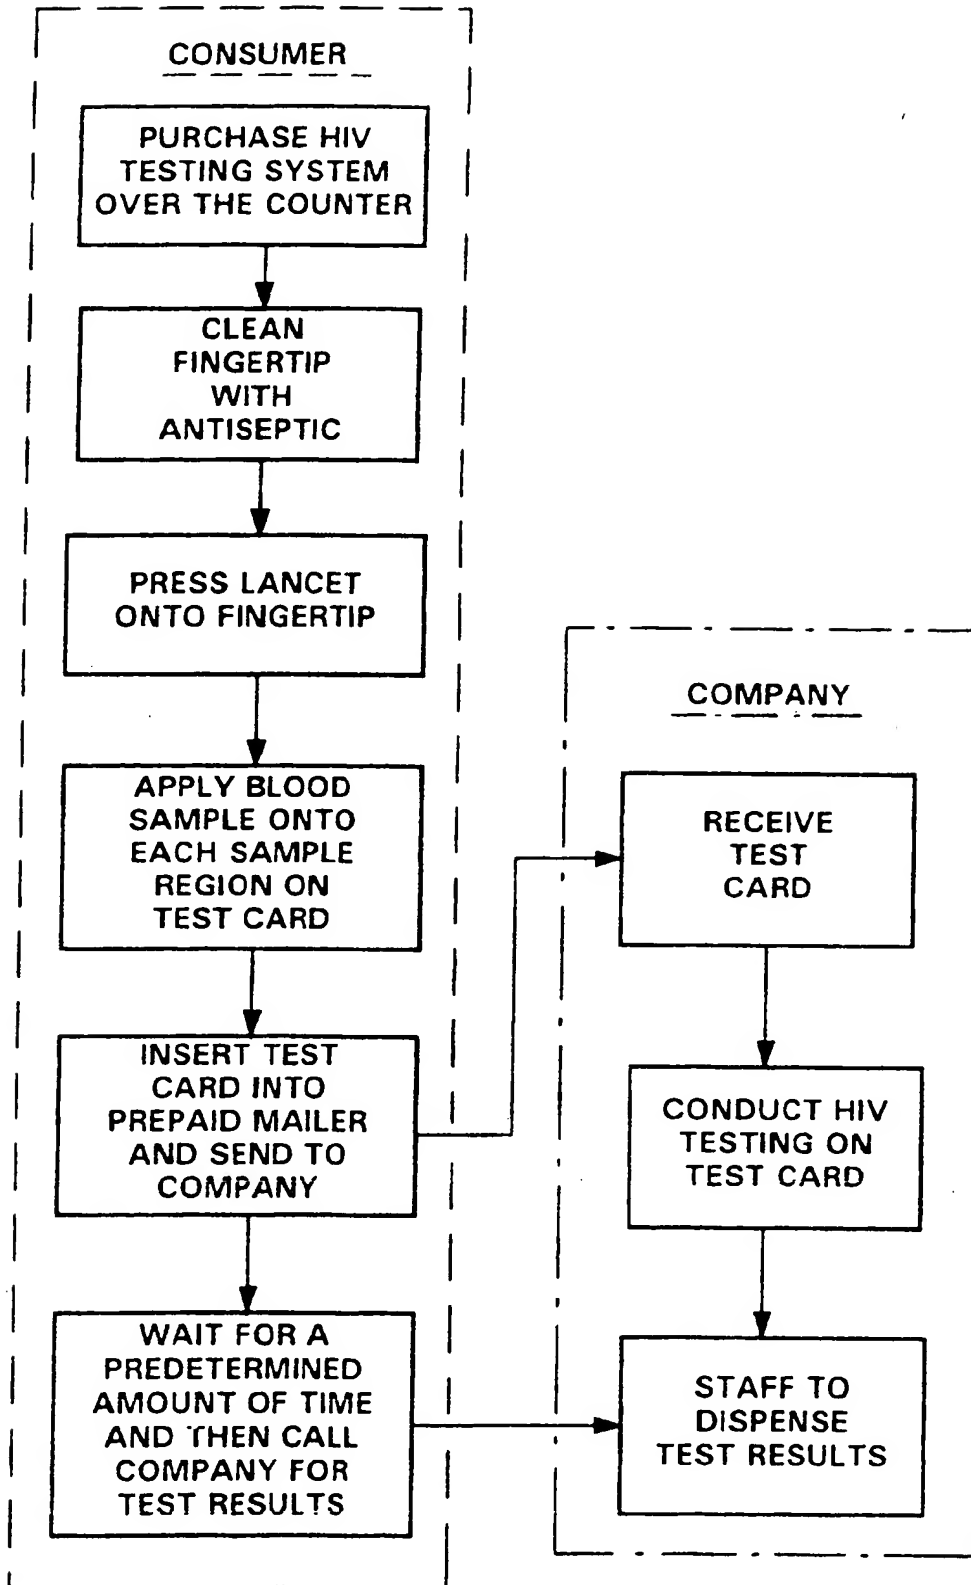 CONSUMER
PURCHASE HIV
TESTING SYSTEM
OVER THE COUNTER
CLEAN
FINGERTIP
WITH
ANTISEPTIC
PRESS LANCET
ONTO FINGERTIP
APPLY BLOOD
SAMPLE ONTO
EACH SAMPLE
REGION ON
TEST CARD
INSERT TEST
CARD INTO
PREPAID MAILER
AND SEND TO
COMPANY
WAIT FOR A
PREDETERMINED
AMOUNT OF TIME
AND THEN CALL
COMPANY FOR
TEST RESULTS
COMPANY
RECEIVE
TEST
CARD
CONDUCT HIV
TESTING ON
TEST CARD
STAFF TO
DISPENSE
TEST RESULTS